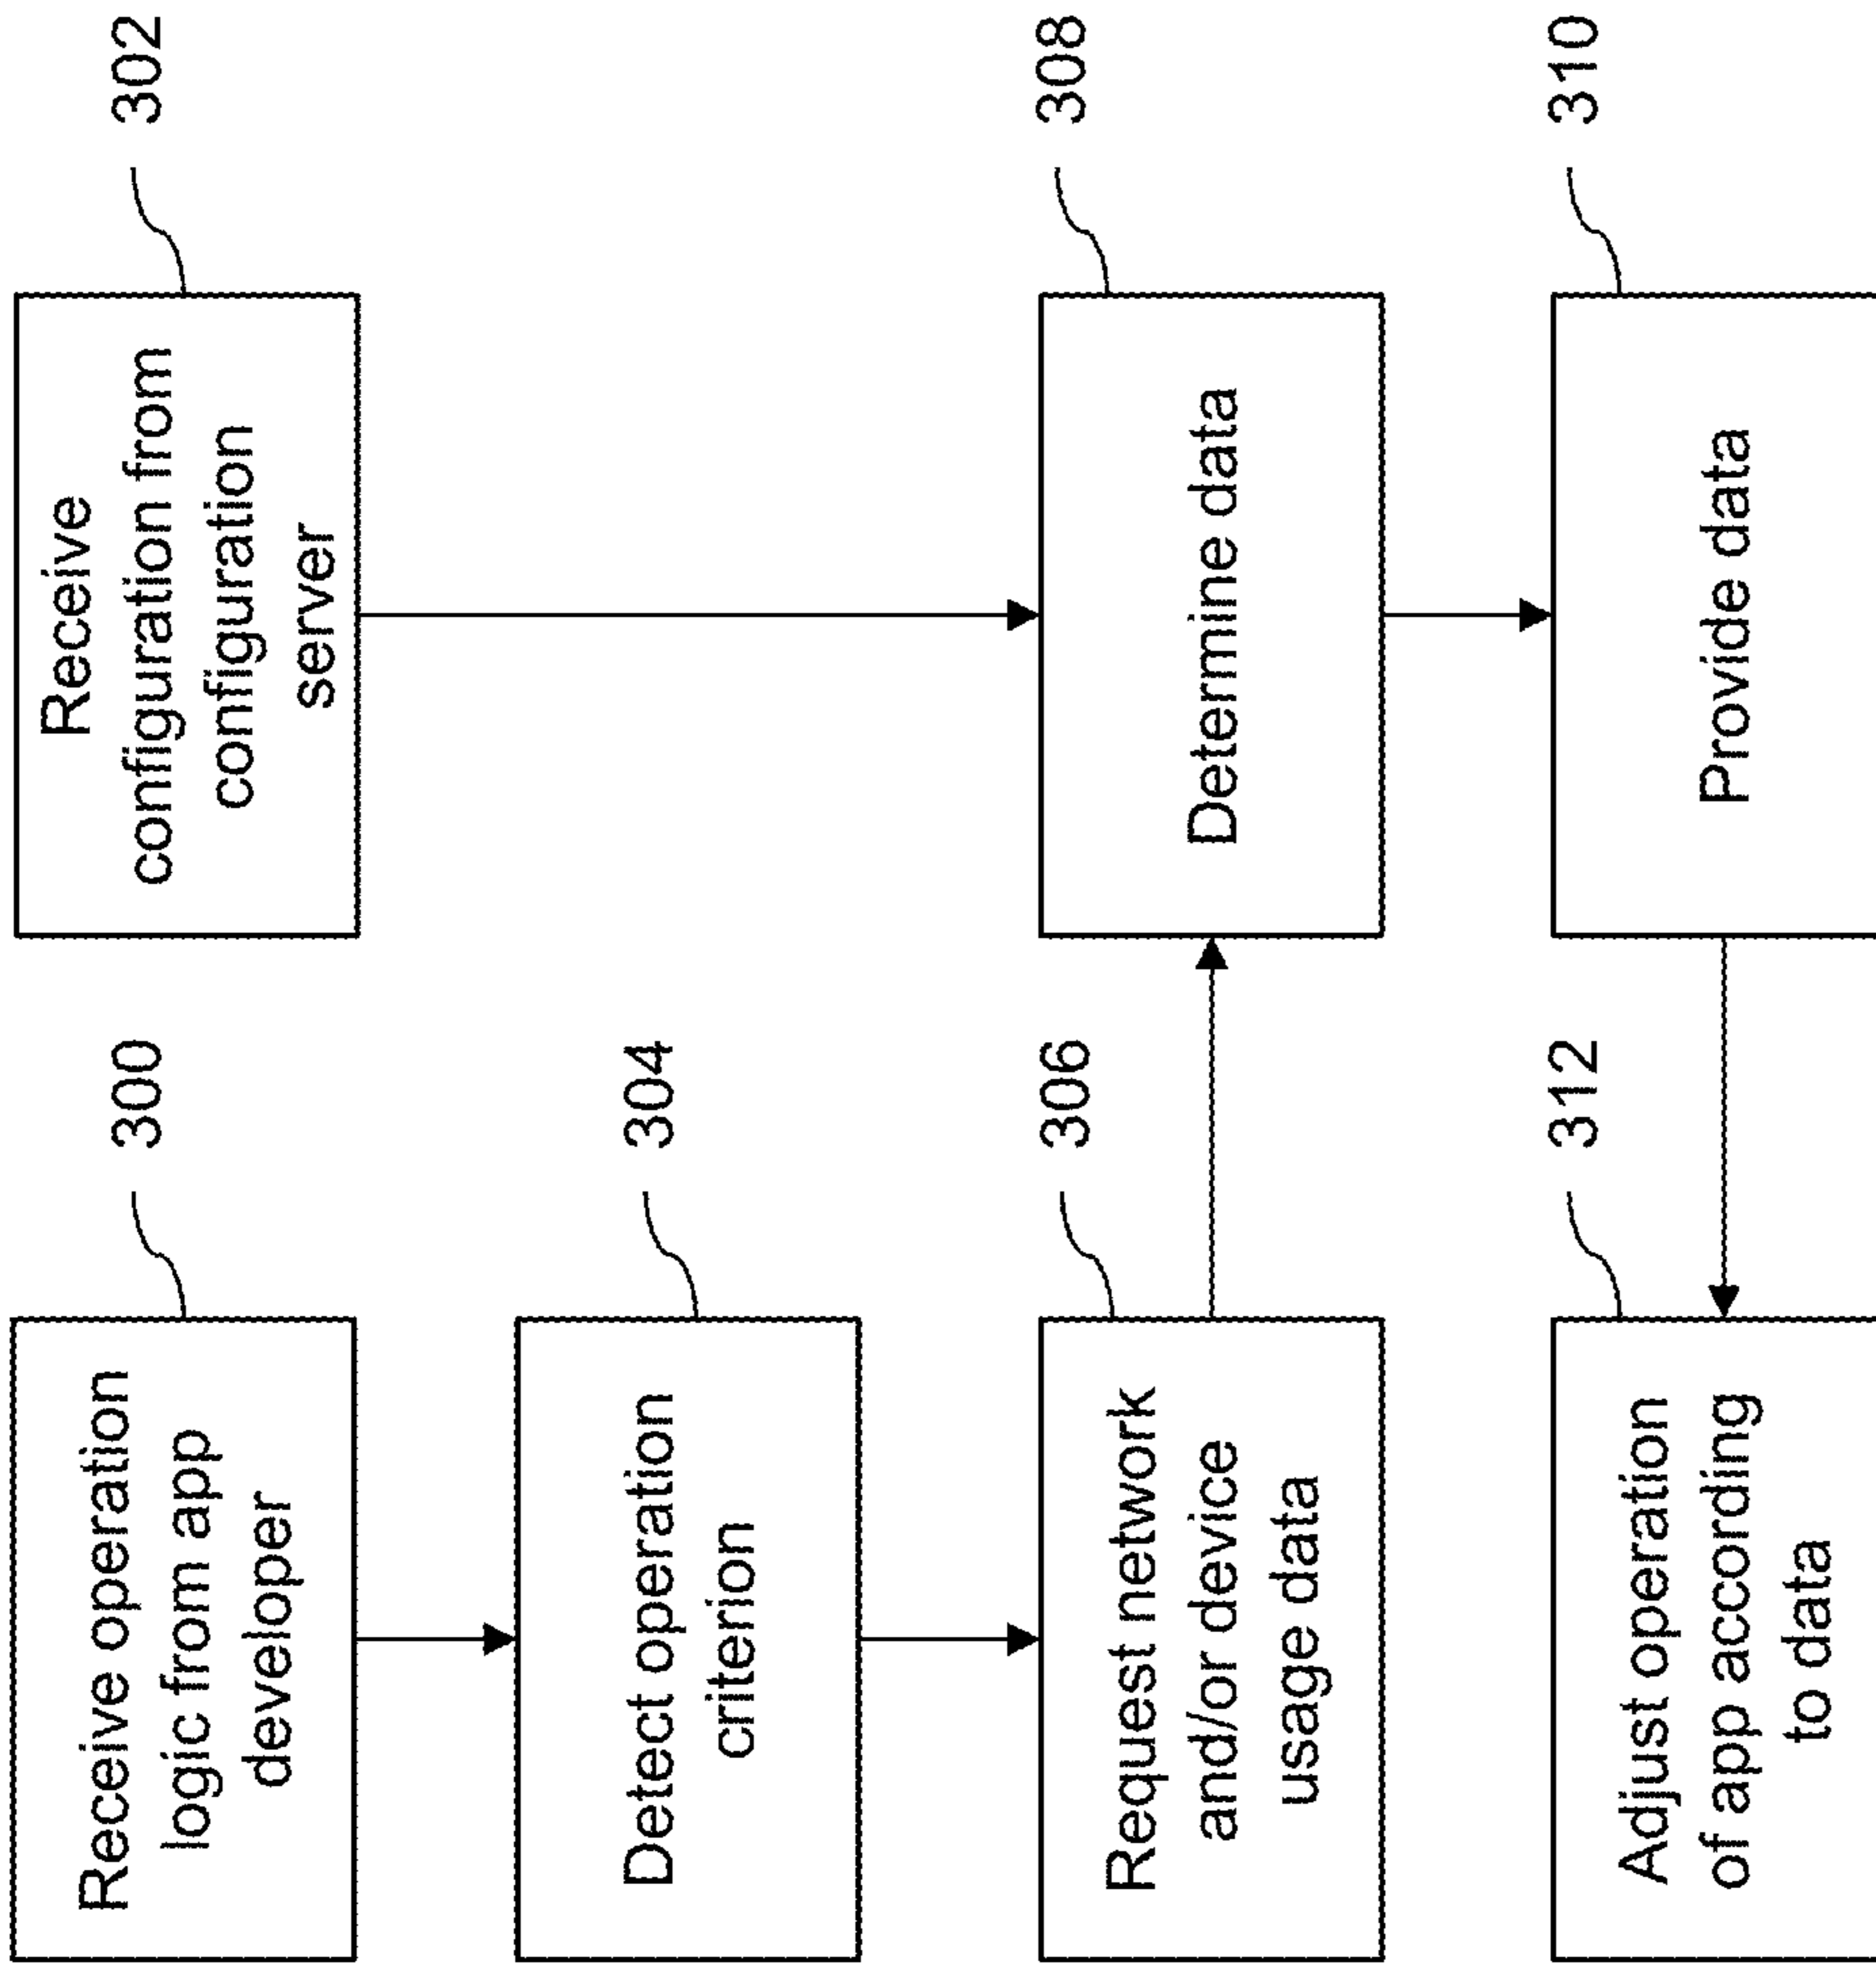 Receive operation
logic from app
developer
300
Receive
configuration from
configuration
server
302
Detect operation
criterion
304
Request network
and/or device
usage data
306
Determine data
308
Adjust operation
of app according
to data
312
Provide data
310